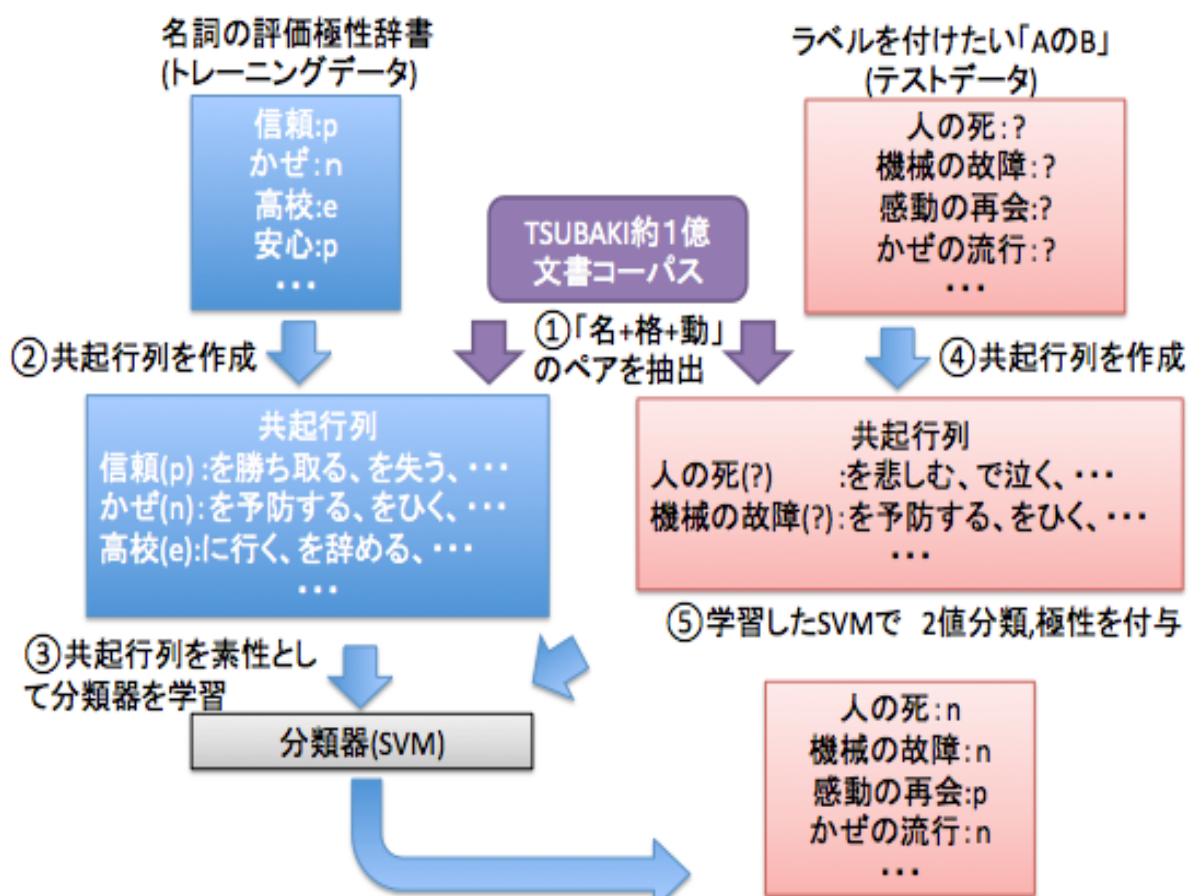 名詞の評価極性辞書
(トレーニングデータ)
信頼:p
かぜ:n
高校:e
安心:p
・・・
ラベルを付けたい「AのB」
(テストデータ)
人の死:?
機械の故障:?
感動の再会:?
かぜの流行:?
・・・
TSUBAKI約１億
文書コーパス
①「名+格+動」
のペアを抽出
②共起行列を作成
④共起行列を作成
共起行列
信頼(p):を勝ち取る、を失う、・・・
かぜ(n):を予防する、をひく、・・・
高校(e):に行く、を辞める、・・・
・・・
共起行列
人の死(?) :を悲しむ、で泣く、・・・
機械の故障(?):を予防する、をひく、・・・
・・・
③共起行列を素性とし
て分類器を学習
⑤学習したSVMで 2値分類,極性を付与
分類器(SVM)
人の死:n
機械の故障:n
感動の再会:p
かぜの流行:n
・・・